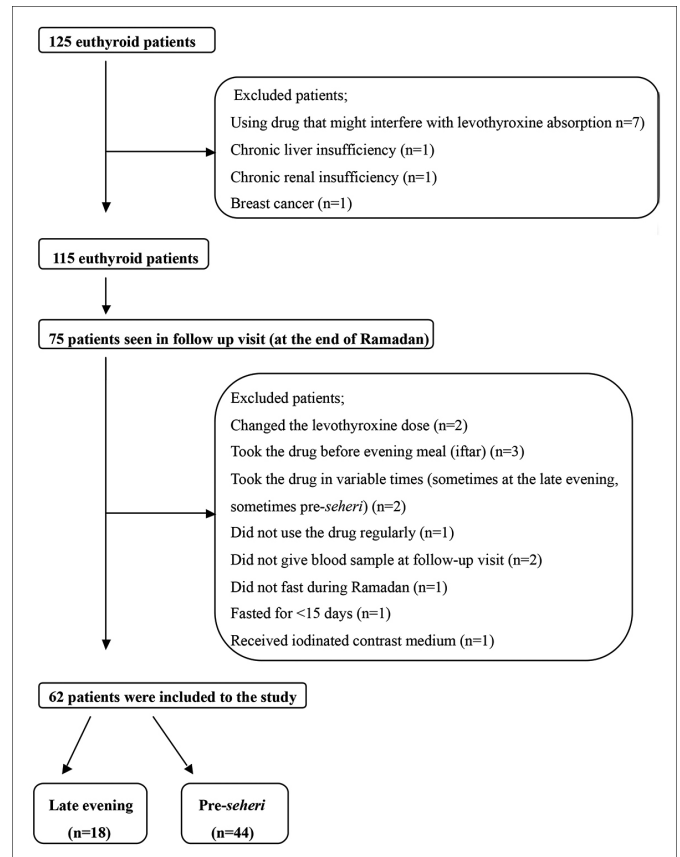 125 euthyroid patients
Excluded patients;
Using drug that might interfere with levothyroxine absorption n=7)
Chronic liver insufficiency (n=1)
Chronic renal insufficiency (n=1)
Breast cancer (n=1)
115 euthyroid patients
75 patients seen in follow up visit (at the end of Ramadan)
Excluded patients;
Changed the levothyroxine dose (n=2)
Took the drug before evening meal (iftar) (n=3)
Took the drug in variable times (sometimes at the late evening,
sometimes pre-seheri) (n=2)
Did not use the drug regularly (n=1)
Did not give blood sample at follow-up visit (n=2)
Did not fast during Ramadan (n=1)
Fasted for <15 days (n=1)
Received iodinated contrast medium (n=1)
62 patients were included to the study
Late evening
(n=18)
Pre-seheri
(n=44)